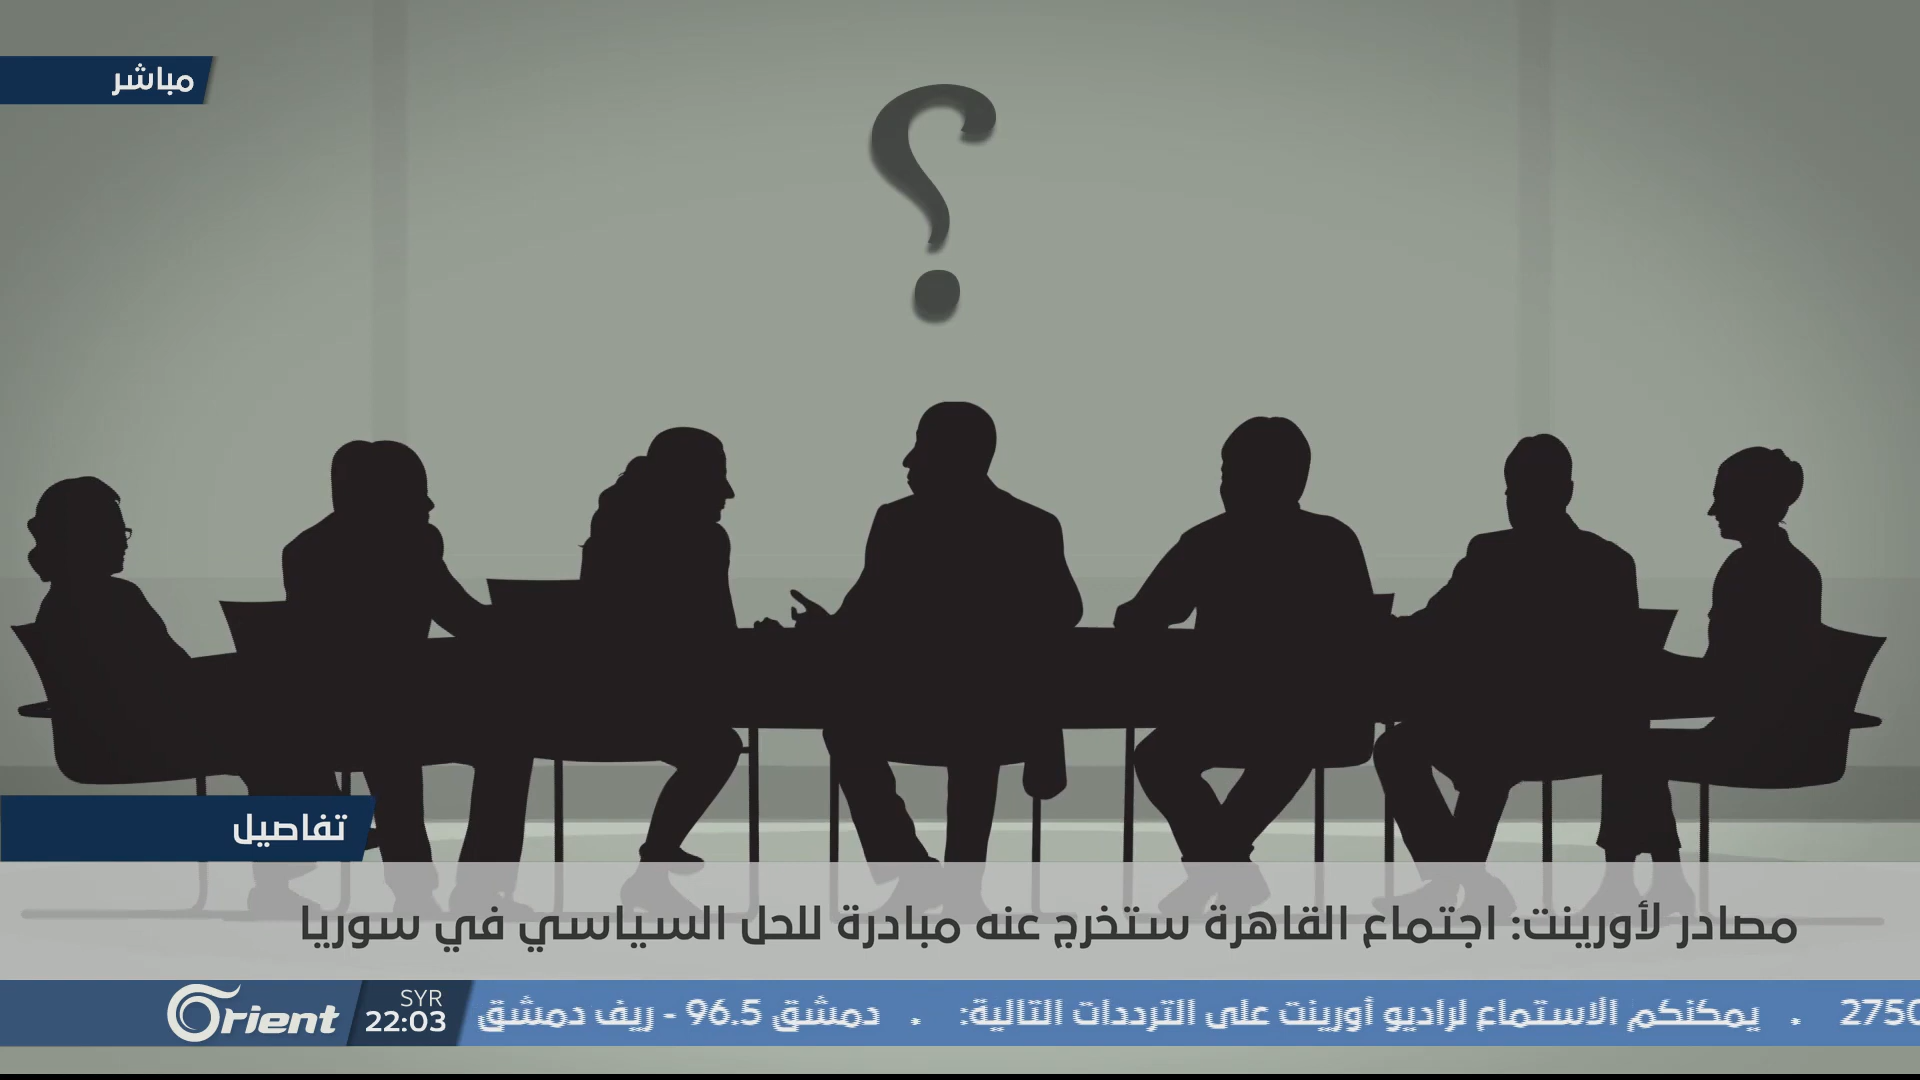 مباشر
؟
تفاصيل
مصادر لأورينت: اجتماع القاهرة ستخرج عنه مبادرة للحل السياسي في سوريا
2750 • يمكنكم الاستماع لراديو أورينت على الترددات التالية: • دمشق 96.5 - ريف دمشق
SYR
22:03
Orient